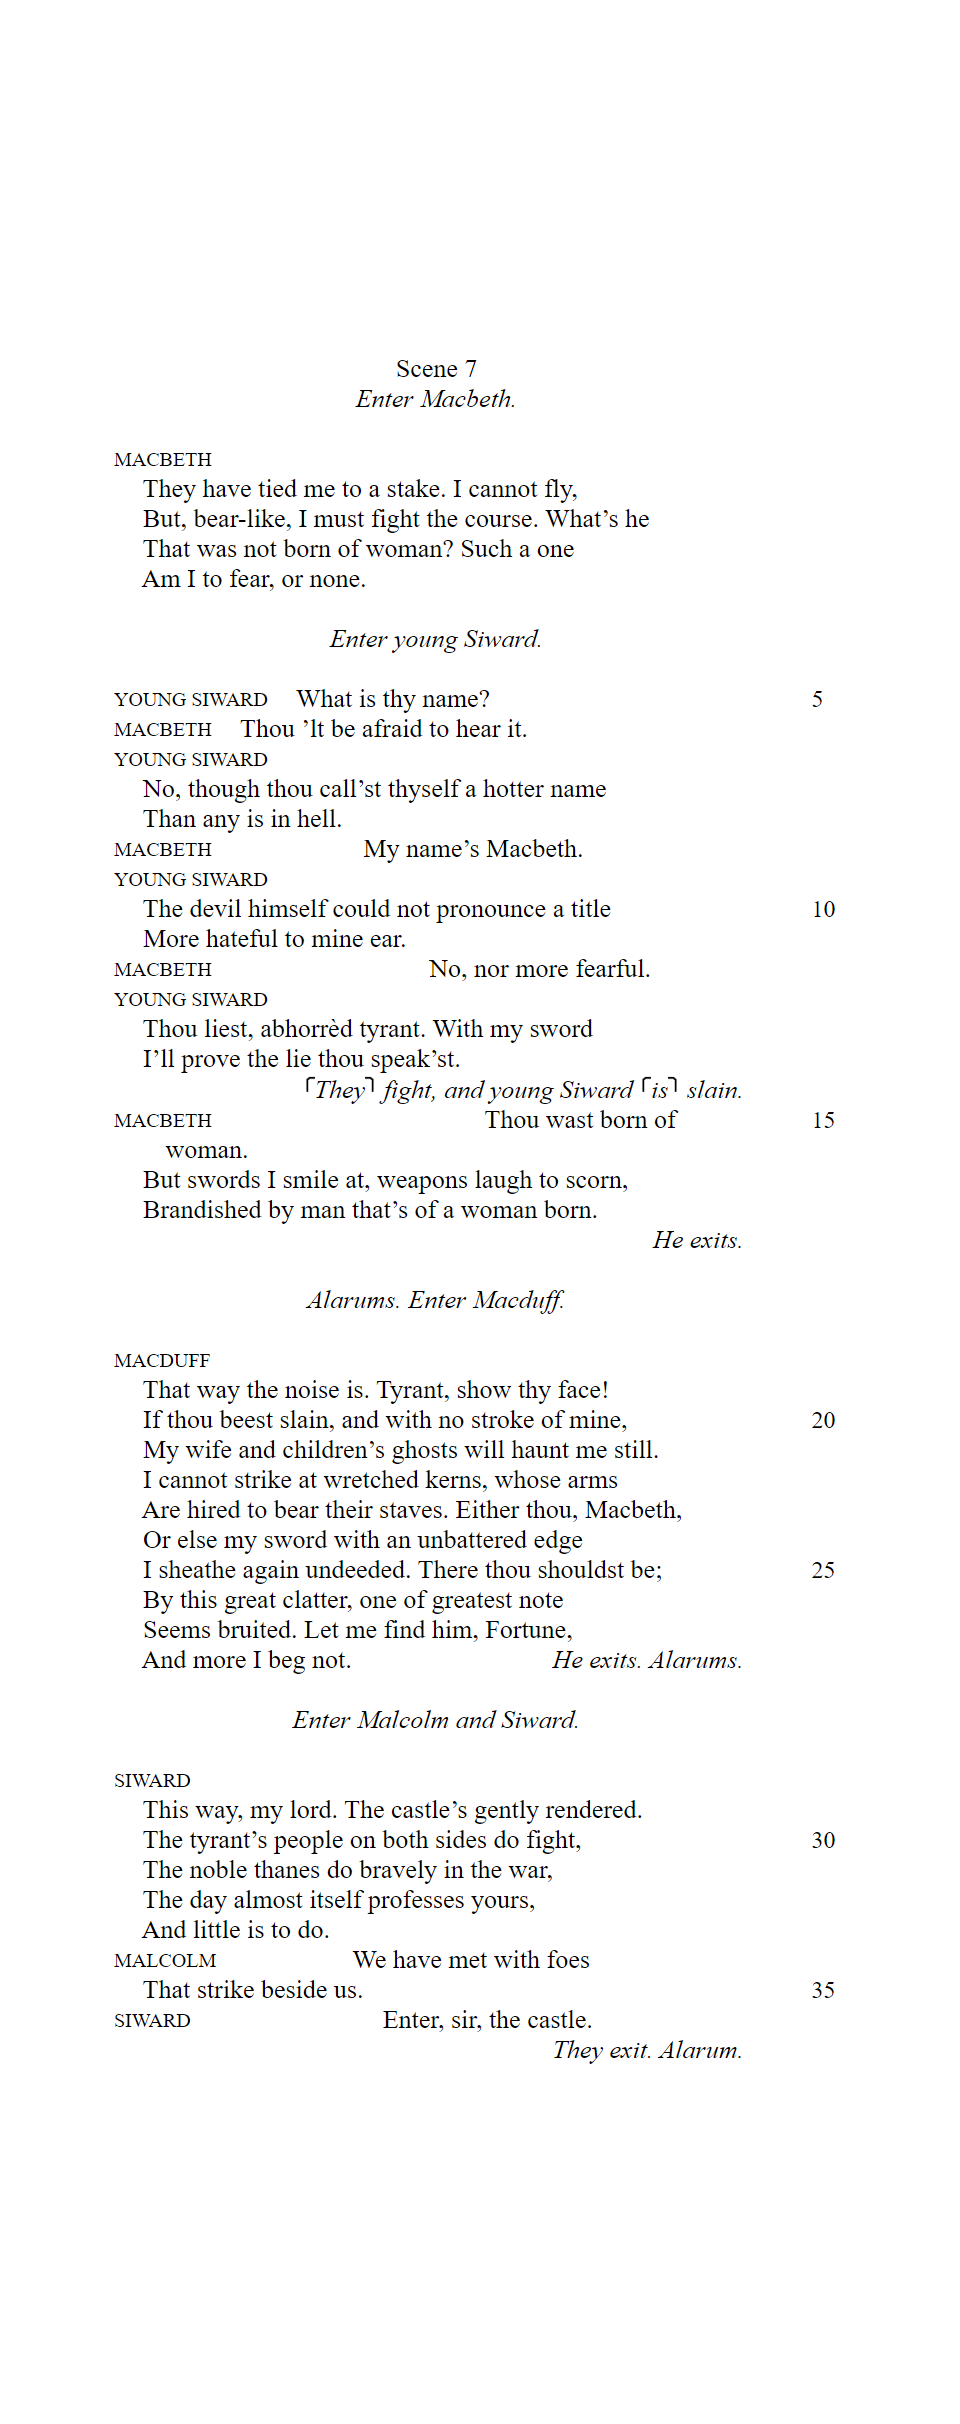 Scene 7
Enter Macbeth.
MACBETH
They have tied me to a stake. I cannot fly,
But, bear-like, I must fight the course. What’s he
That was not born of woman? Such a one
Am I to fear, or none.
Enter young Siward.
YOUNG SIWARD What is thy name? 5
MACBETH Thou ’lt be afraid to hear it.
YOUNG SIWARD
No, though thou call’st thyself a hotter name
Than any is in hell.
MACBETH My name’s Macbeth.
YOUNG SIWARD
The devil himself could not pronounce a title 10
More hateful to mine ear.
MACBETH No, nor more fearful.
YOUNG SIWARD
Thou liest, abhorrèd tyrant. With my sword
I’ll prove the lie thou speak’st.
⌜They⌝ fight, and young Siward ⌜is⌝ slain.
MACBETH Thou wast born of 15
woman.
But swords I smile at, weapons laugh to scorn,
Brandished by man that’s of a woman born.
He exits.
Alarums. Enter Macduff.
MACDUFF
That way the noise is. Tyrant, show thy face!
If thou beest slain, and with no stroke of mine, 20
My wife and children’s ghosts will haunt me still.
I cannot strike at wretched kerns, whose arms
Are hired to bear their staves. Either thou, Macbeth,
Or else my sword with an unbattered edge
I sheathe again undeeded. There thou shouldst be; 25
By this great clatter, one of greatest note
Seems bruited. Let me find him, Fortune,
And more I beg not. He exits. Alarums.
Enter Malcolm and Siward.
SIWARD
This way, my lord. The castle’s gently rendered.
The tyrant’s people on both sides do fight, 30
The noble thanes do bravely in the war,
The day almost itself professes yours,
And little is to do.
MALCOLM We have met with foes
That strike beside us. 35
SIWARD Enter, sir, the castle.
They exit. Alarum.